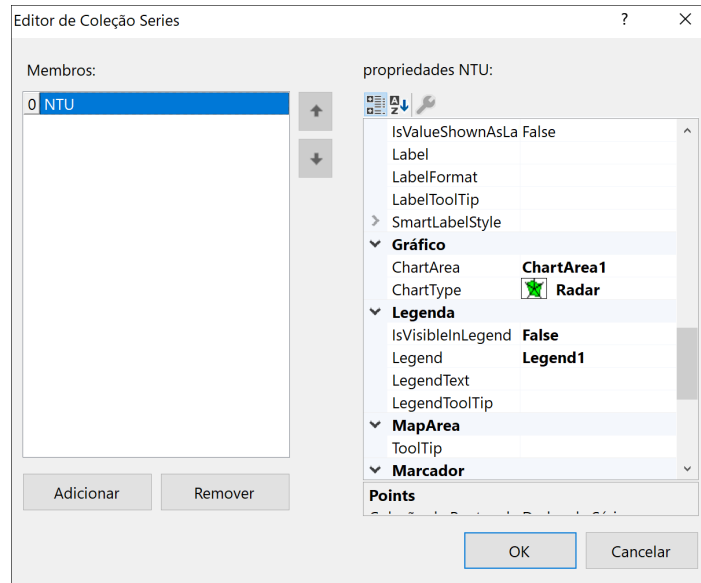 Editor de Coleção Series
?
Membros:
0 NTU
Adicionar
Remover
propriedades NTU:
IsValueShownAsLa False
Label
LabelFormat
LabelToolTip
SmartLabelStyle
Gráfico
ChartArea ChartArea1
ChartType Radar
Legenda
IsVisibleInLegend False
Legend Legend1
LegendText
LegendToolTip
MapArea
ToolTip
Marcador
Points
OK
Cancelar